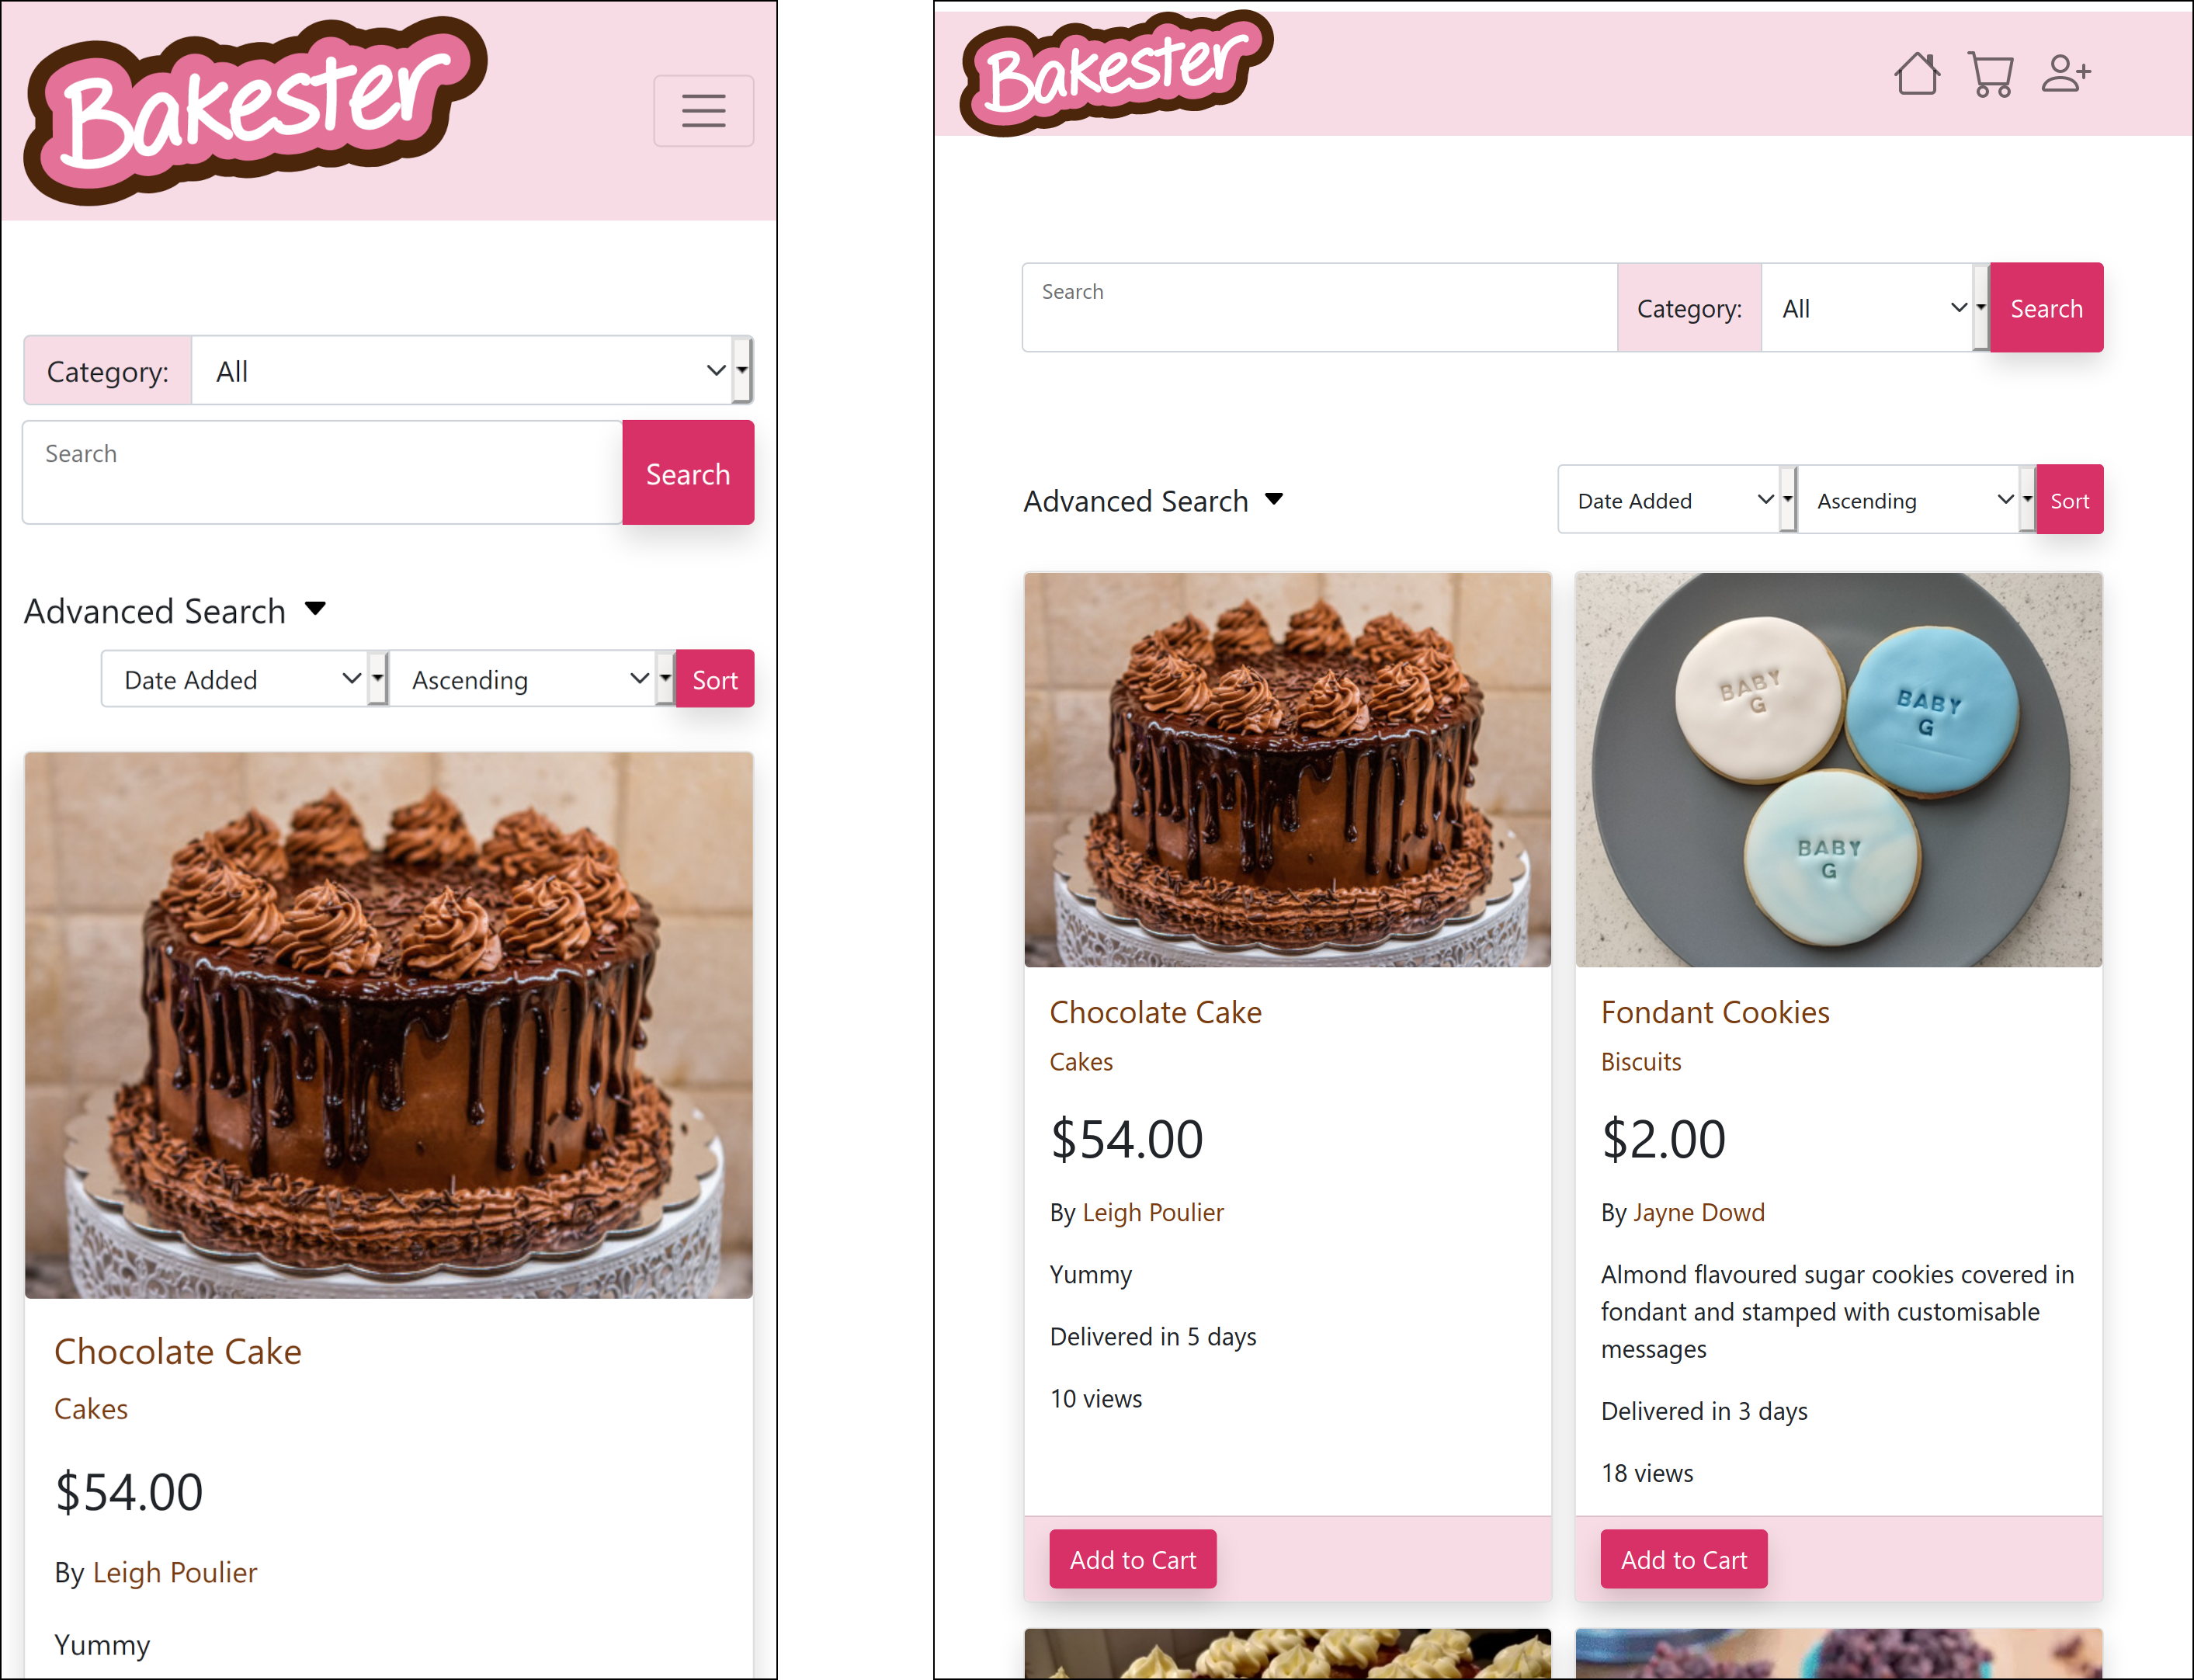 Bakester
Category: All
Search Search
Advanced Search
Date Added Ascending Sort
Chocolate Cake
Cakes
$54.00
By Leigh Poulier
Yummy
Bakester
Search Category: All Search
Advanced Search Date Added Ascending Sort
BABY
G
BABY
G
BABY
G
Chocolate Cake
Cakes
$54.00
By Leigh Poulier
Yummy
Delivered in 5 days
10 views
Add to Cart
Fondant Cookies
Biscuits
$2.00
By Jayne Dowd
Almond flavoured sugar cookies covered in
fondant and stamped with customisable
messages
Delivered in 3 days
18 views
Add to Cart